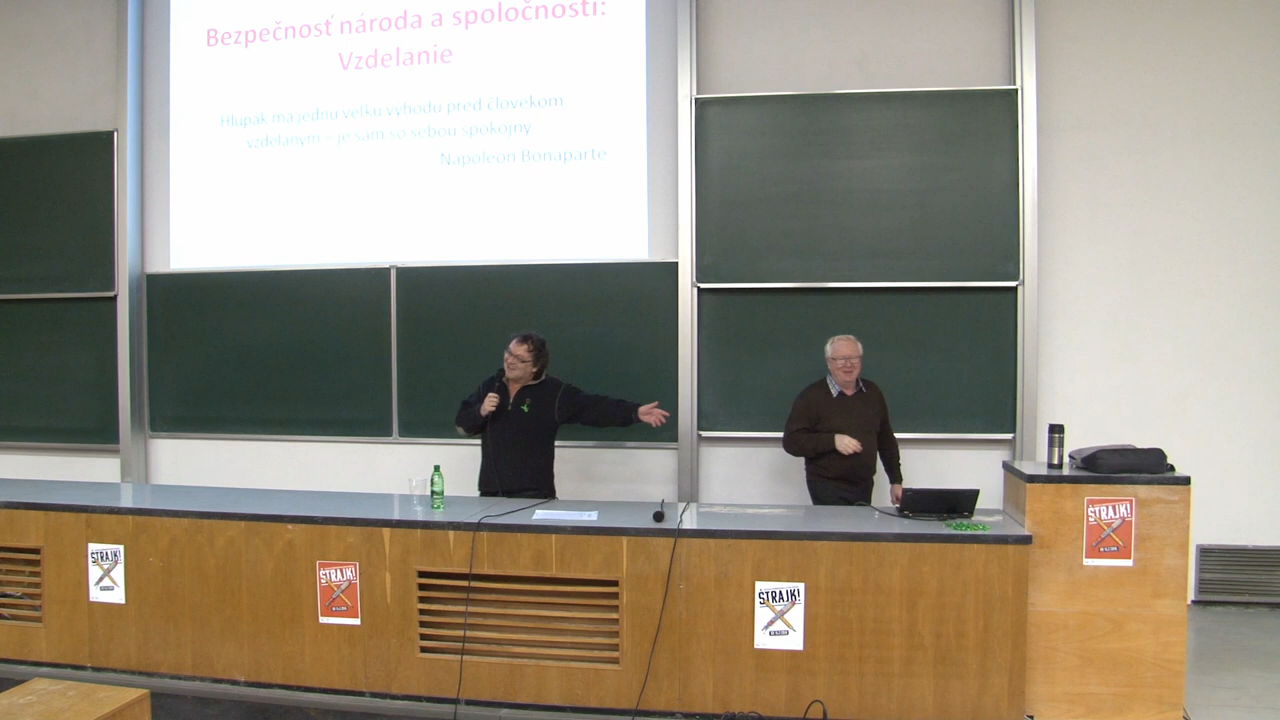 Bezpečnosť národa a spoločnosti:
Vzdelanie
Hlupák má jednu veľkú výhodu pred človekom
vzdelaným – je sám so sebou spokojný
Napoleon Bonaparte
ŠTRAJK!
ŠTRAJK!
ŠTRAJK!
ŠTRAJK!